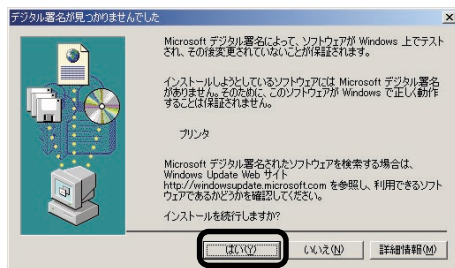 デジタル署名が見つかりませんでした
Microsoft デジタル署名によって、ソフトウェアが Windows 上でテスト
され、その後変更されていないことが保証されます。
インストールしようとしているソフトウェアには Microsoft デジタル署名
がありません。そのために、このソフトウェアが Windows で正しく動作
することは保証されません。
プリンタ
Microsoft デジタル署名されたソフトウェアを検索する場合は、
Windows Update Web サイト
http://windowsupdate.microsoft.com を参照し、利用できるソフト
ウェアであるかどうかを確認してください。
インストールを続行しますか?
はい(Y) いいえ(N) 詳細情報(M)